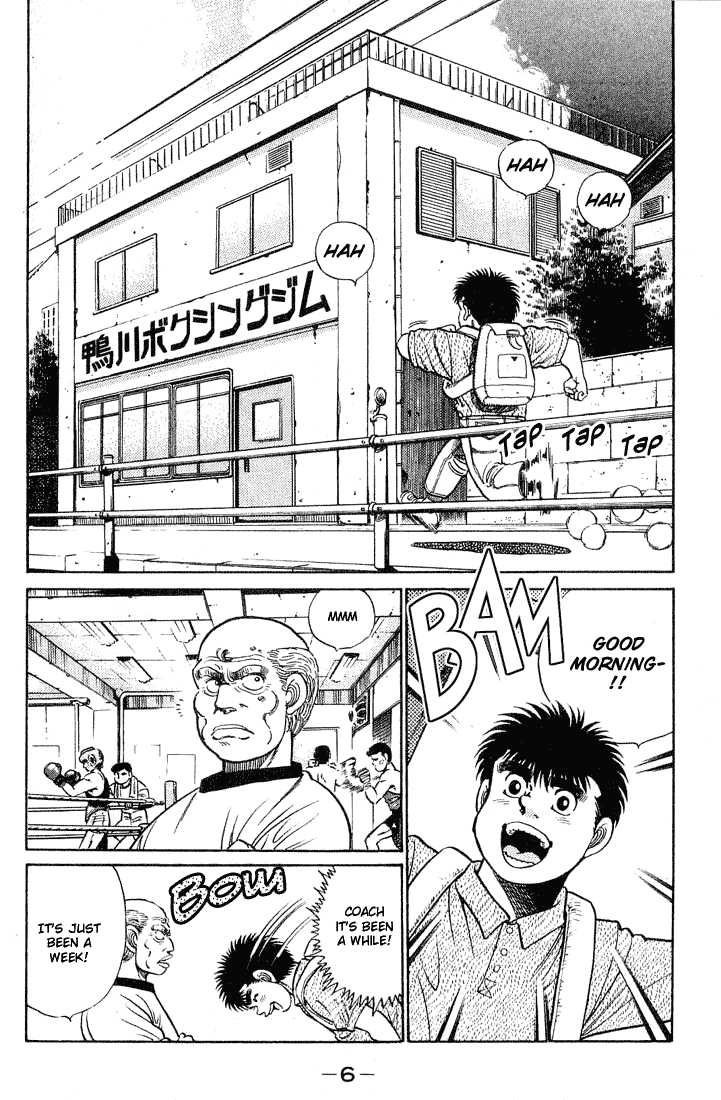 HAH
HAH
HAH
鴨川ボクシングジム
TAP TAP TAP
BAM
GOOD
MORNING-
!!
MMM
COACH
IT'S BEEN
A WHILE!
BOW
IT'S JUST
BEEN A
WEEK!
—6—